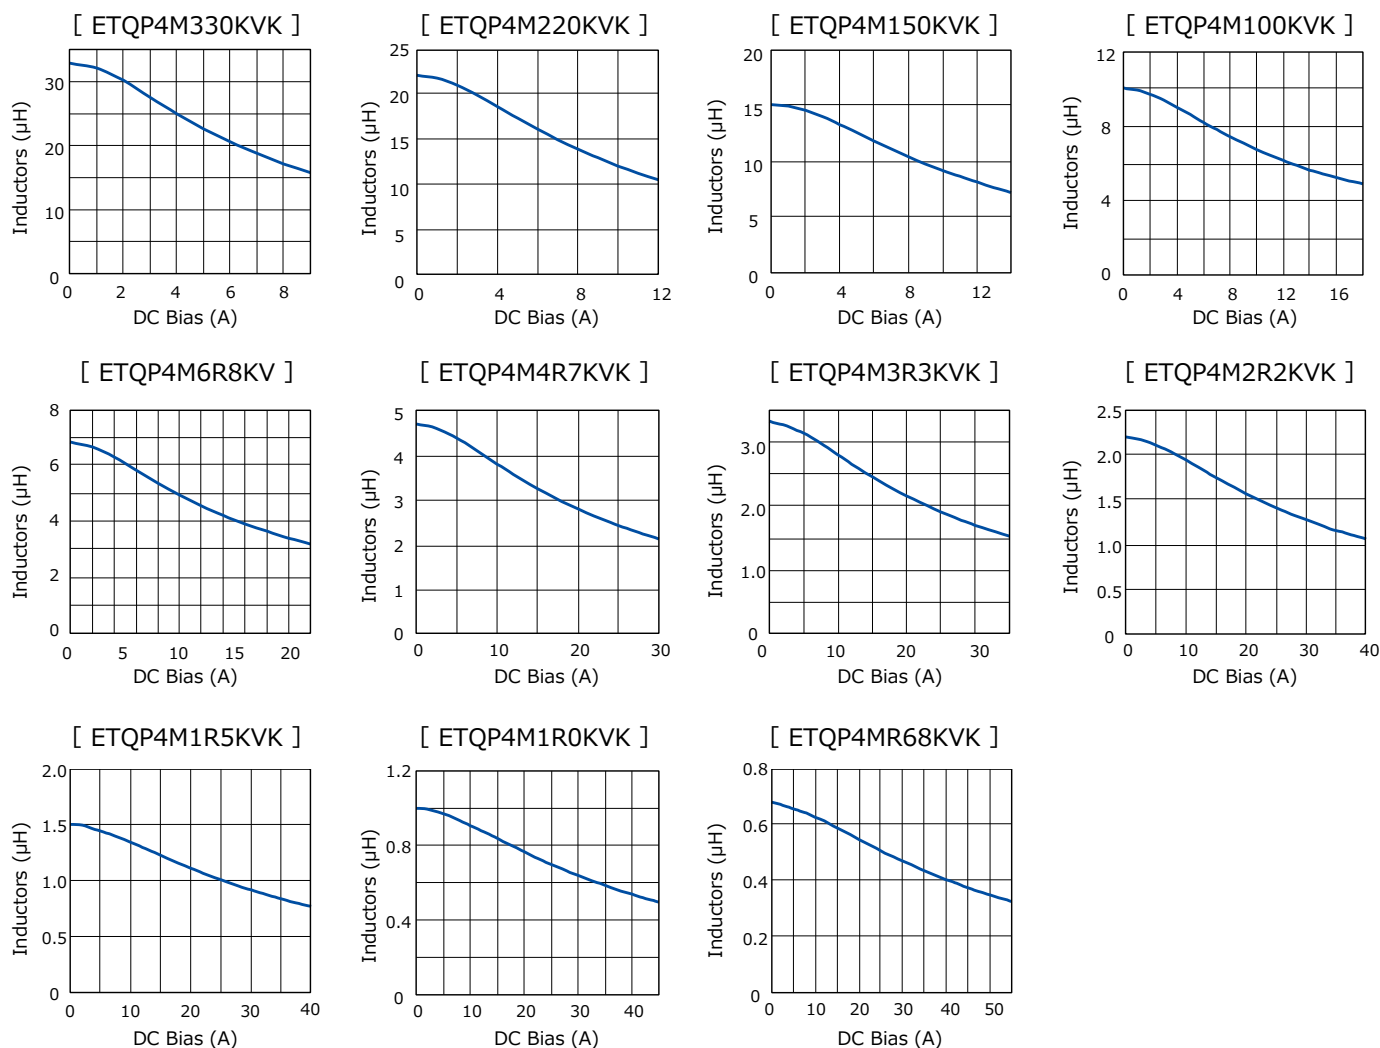 [ ETQP4M330KVK ]
Inductors (µH)
30
20
10
0
0 2 4 6 8
DC Bias (A)
[ ETQP4M220KVK ]
Inductors (µH)
25
20
15
10
5
0
0 4 8 12
DC Bias (A)
[ ETQP4M150KVK ]
Inductors (µH)
20
15
10
5
0
0 4 8 12
DC Bias (A)
[ ETQP4M100KVK ]
Inductors (µH)
12
8
4
0
0 4 8 12 16
DC Bias (A)
[ ETQP4M6R8KV ]
Inductors (µH)
8
6
4
2
0
0 5 10 15 20
DC Bias (A)
[ ETQP4M4R7KVK ]
Inductors (µH)
5
4
3
2
1
0
0 10 20 30
DC Bias (A)
[ ETQP4M3R3KVK ]
Inductors (µH)
3.0
2.0
1.0
0
0 10 20 30
DC Bias (A)
[ ETQP4M2R2KVK ]
Inductors (µH)
2.5
2.0
1.5
1.0
0.5
0
0 10 20 30 40
DC Bias (A)
[ ETQP4M1R5KVK ]
Inductors (µH)
2.0
1.5
1.0
0.5
0
0 10 20 30 40
DC Bias (A)
[ ETQP4M1R0KVK ]
Inductors (µH)
1.2
0.8
0.4
0
0 10 20 30 40
DC Bias (A)
[ ETQP4MR68KVK ]
Inductors (µH)
0.8
0.6
0.4
0.2
0
0 10 20 30 40 50
DC Bias (A)